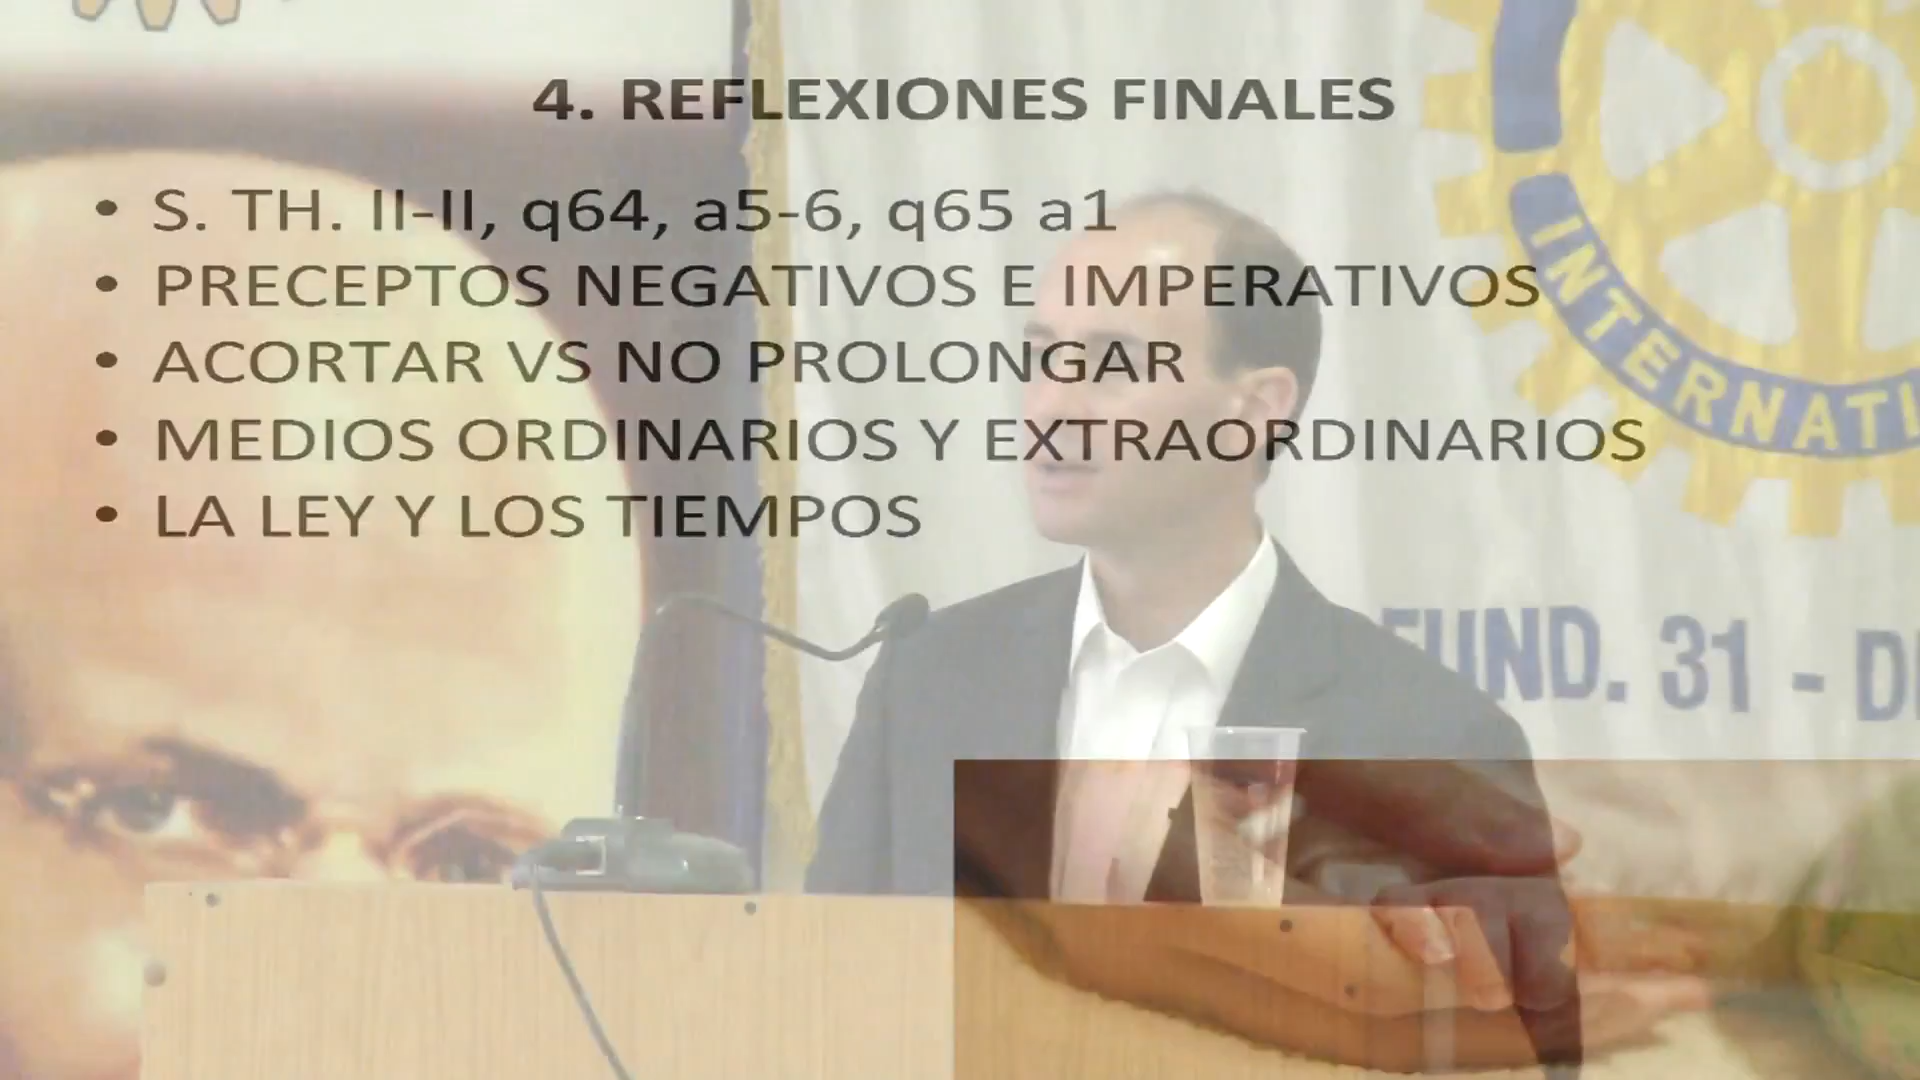 4. REFLEXIONES FINALES
• S. TH. II-II, q64, a5-6, q65 a1
• PRECEPTOS NEGATIVOS E IMPERATIVOS
• ACORTAR VS NO PROLONGAR
• MEDIOS ORDINARIOS Y EXTRAORDINARIOS
• LA LEY Y LOS TIEMPOS
INTERNATI
FUND. 31 - D